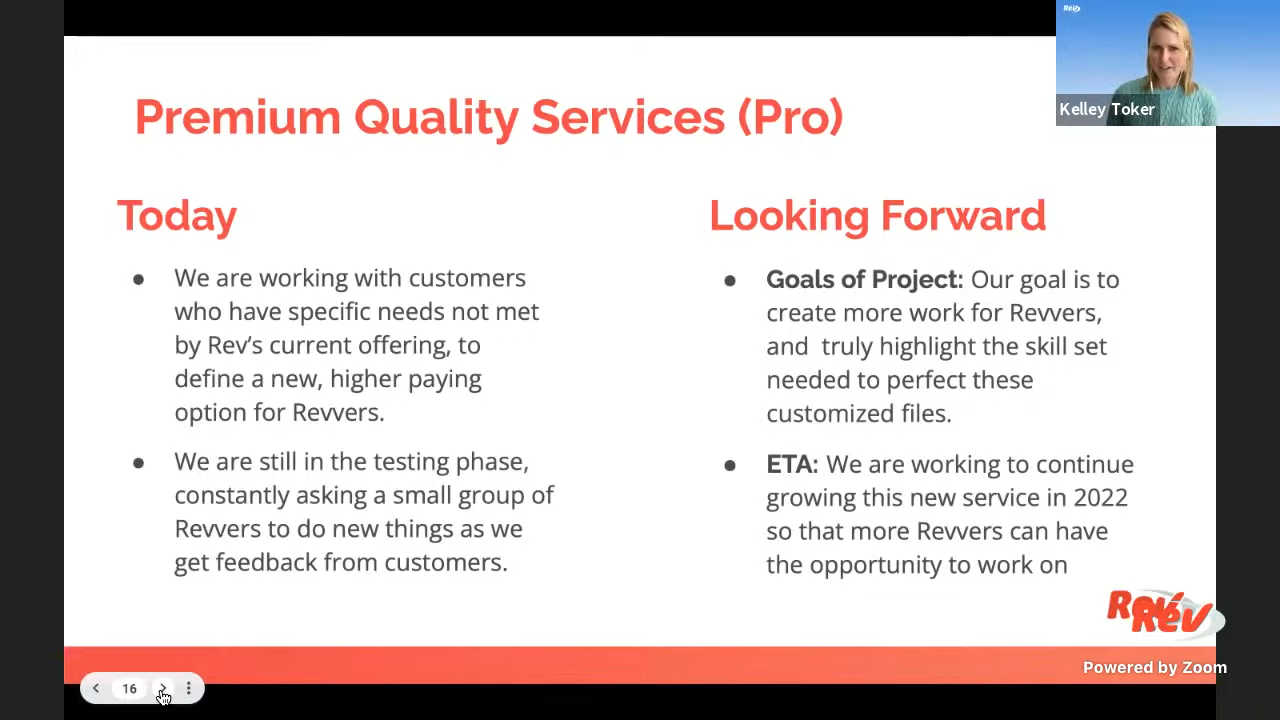 Rev
Kelley Toker
Premium Quality Services (Pro)
Today
● We are working with customers
who have specific needs not met
by Rev's current offering, to
define a new, higher paying
option for Revvers.
● We are still in the testing phase,
constantly asking a small group of
Revvers to do new things as we
get feedback from customers.
Looking Forward
● Goals of Project: Our goal is to
create more work for Revvers,
and truly highlight the skill set
needed to perfect these
customized files.
● ETA: We are working to continue
growing this new service in 2022
so that more Revvers can have
the opportunity to work on
Rev
Rev
Powered by Zoom
16